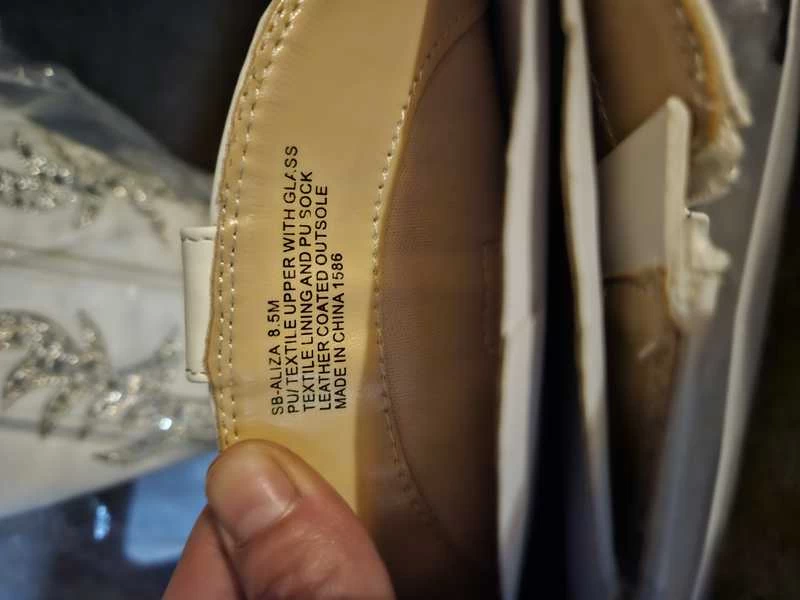 SB-ALIZA 8.5M
PU/TEXTILE UPPER WITH GLASS
TEXTILE LINING AND PU SOCK
LEATHER COATED OUTSOLE
MADE IN CHINA 1586